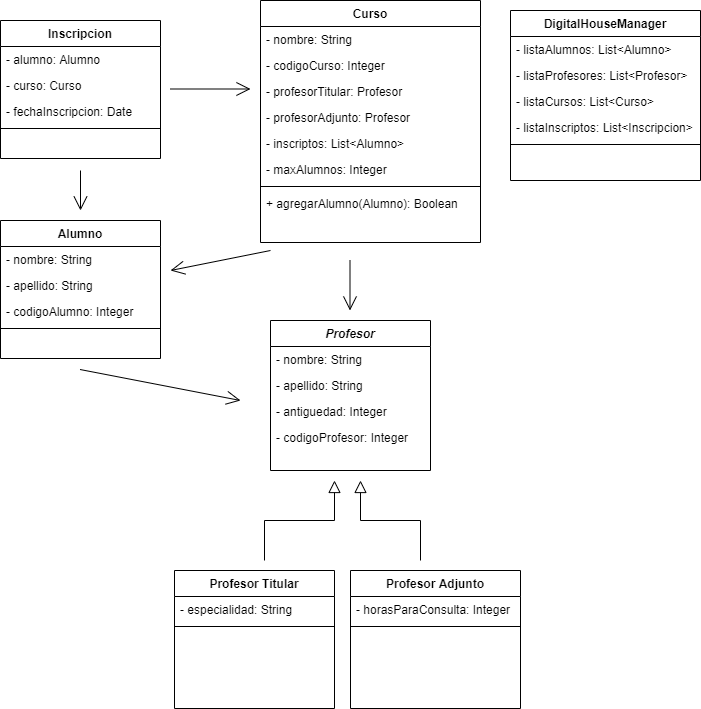 Inscripcion
- alumno: Alumno
- curso: Curso
- fechaInscripcion: Date
Curso
- nombre: String
- codigoCurso: Integer
- profesorTitular: Profesor
- profesorAdjunto: Profesor
- inscriptos: List<Alumno>
- maxAlumnos: Integer
+ agregarAlumno(Alumno): Boolean
DigitalHouseManager
- listaAlumnos: List<Alumno>
- listaProfesores: List<Profesor>
- listaCursos: List<Curso>
- listaInscriptos: List<Inscripcion>
Alumno
- nombre: String
- apellido: String
- codigoAlumno: Integer
Profesor
- nombre: String
- apellido: String
- antiguedad: Integer
- codigoProfesor: Integer
Profesor Titular
- especialidad: String
Profesor Adjunto
- horasParaConsulta: Integer